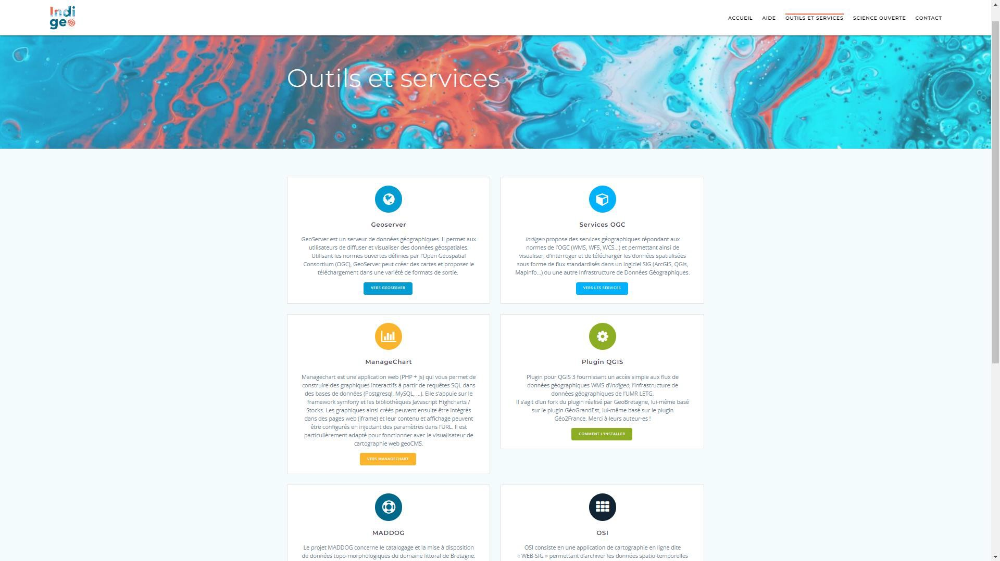 Indi
geo
ACCUEIL AIDE OUTILS ET SERVICES SCIENCE OUVERTE CONTACT
Outils et services
Geoserver
GeoServer est un serveur de données géographiques. Il permet aux
utilisateurs de diffuser et visualiser des données géospatiales.
Utilisant les normes ouvertes définies par l'Open Geospatial
Consortium (OGC), GeoServer peut créer des cartes et proposer le
téléchargement dans une variété de formats de sortie.
VERS GEOSERVER
Services OGC
indigeo propose des services géographiques répondant aux
normes de l'OGC (WMS, WFS, WCS...) et permettant ainsi de
visualiser, d'interroger et de télécharger les données spatialisées
sous forme de flux standardisés dans un logiciel SIG (ArcGIS, QGis,
Mapinfo...) ou une autre Infrastructure de Données Géographiques.
VERS LES SERVICES
ManageChart
Managechart est une application web (PHP + js) qui vous permet de
construire des graphiques interactifs à partir de requêtes SQL dans
des bases de données (Postgresql, MySQL, ...). Elle s'appuie sur le
framework symfony et les bibliothèques Javascript Highcharts /
Stocks. Les graphiques ainsi créés peuvent ensuite être intégrés
dans des pages web (iframe) et leur contenu et affichage peuvent
être configurés en injectant des paramètres dans l'URL. Il est
particulièrement adapté pour fonctionner avec le visualisateur de
cartographie web geoCMS.
VERS MANAGECHART
Plugin QGIS
Plugin pour QGIS 3 fournissant un accès simple aux flux de
données géographiques WMS d'indigeo, l'infrastructure de
données géographiques de l'UMR LETG.
Il s'agit d'un fork du plugin réalisé par GeoBretagne, lui-même basé
sur le plugin GéoGrandEst, lui-même basé sur le plugin
Géo2France. Merci à leurs auteur-es !
COMMENT L'INSTALLER
MADDOG
Le projet MADDOG concerne le catalogage et la mise à disposition
de données topo-morphologiques du domaine littoral de Bretagne.
OSI
OSI consiste en une application de cartographie en ligne dite
« WEB-SIG » permettant d'archiver les données spatio-temporelles